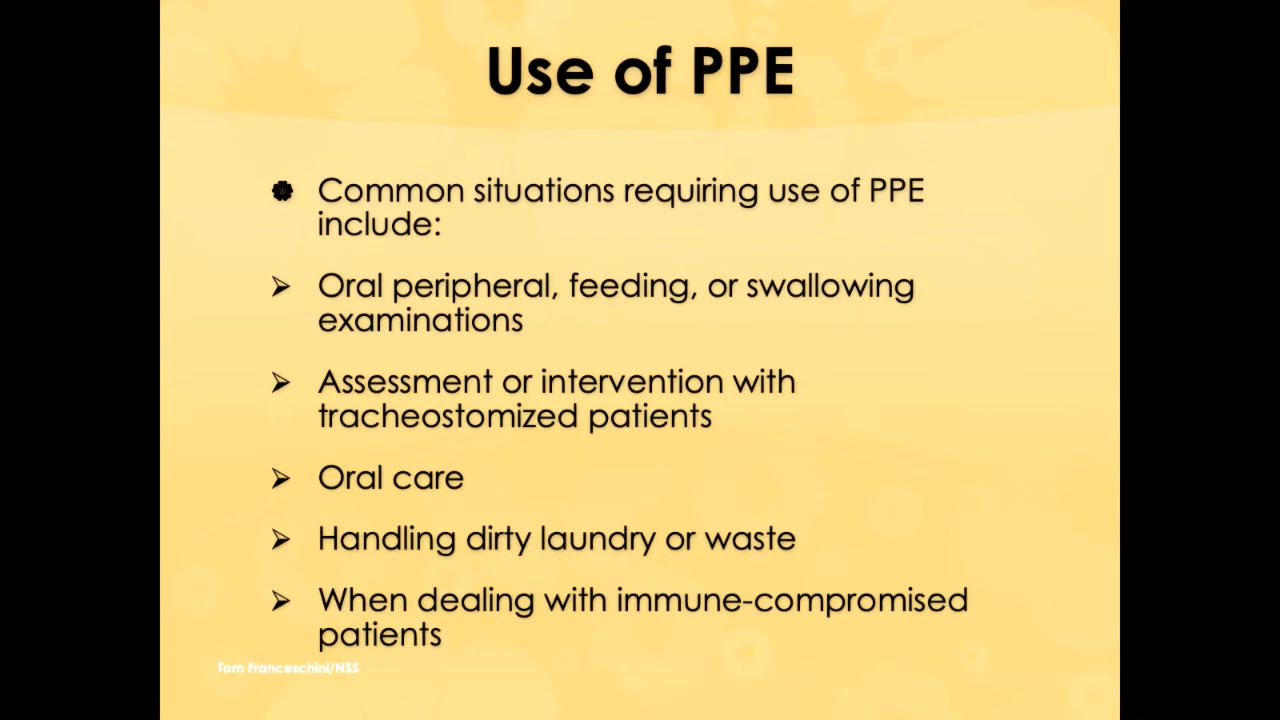 Use of PPE
Common situations requiring use of PPE
include:
Oral peripheral, feeding, or swallowing
examinations
Assessment or intervention with
tracheostomized patients
Oral care
Handling dirty laundry or waste
When dealing with immune-compromised
patients
Tom Franceschini/NSS